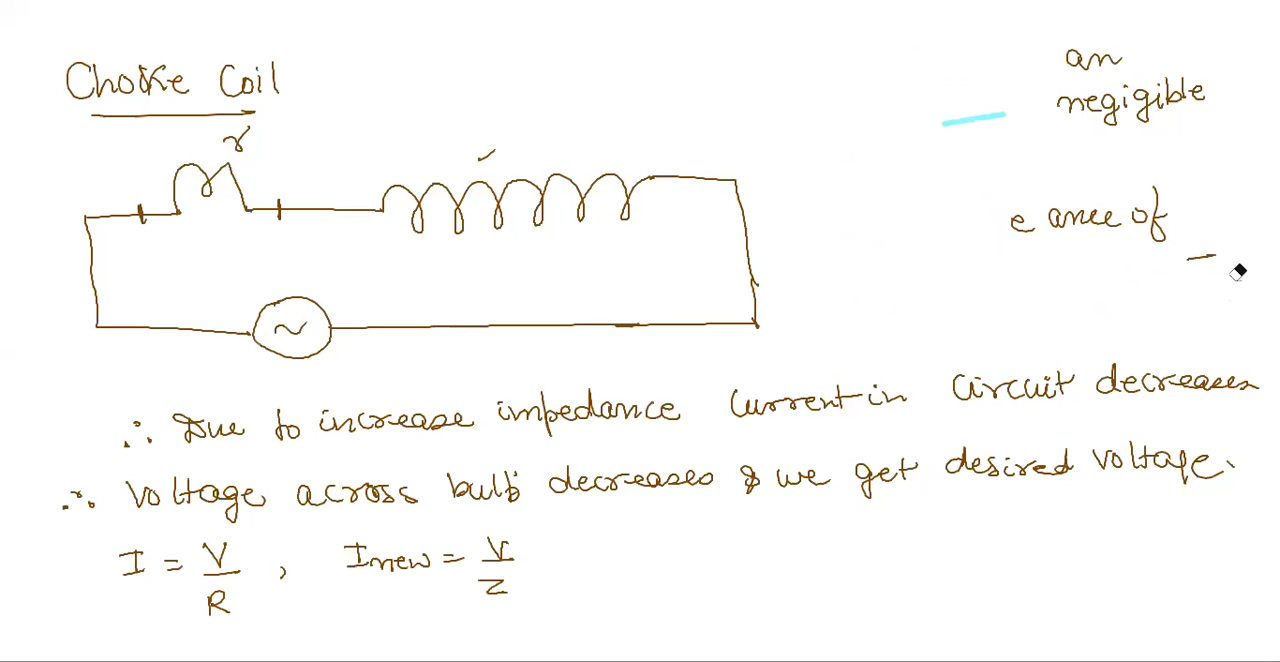 Choke Coil
an
negigible
r
e ance of
∴ Due to increase impedance current in circuit decreases
∴ voltage across bulb decreases & we get desired voltage.
I = V/R , Inew = V/Z